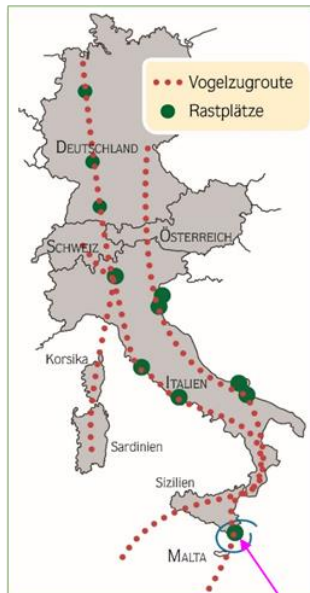 Vogelzugroute
Rastplätze
DEUTSCHLAND
SCHWEIZ
ÖSTERREICH
Korsika
ITALIEN
Sardinien
Sizilien
MALTA